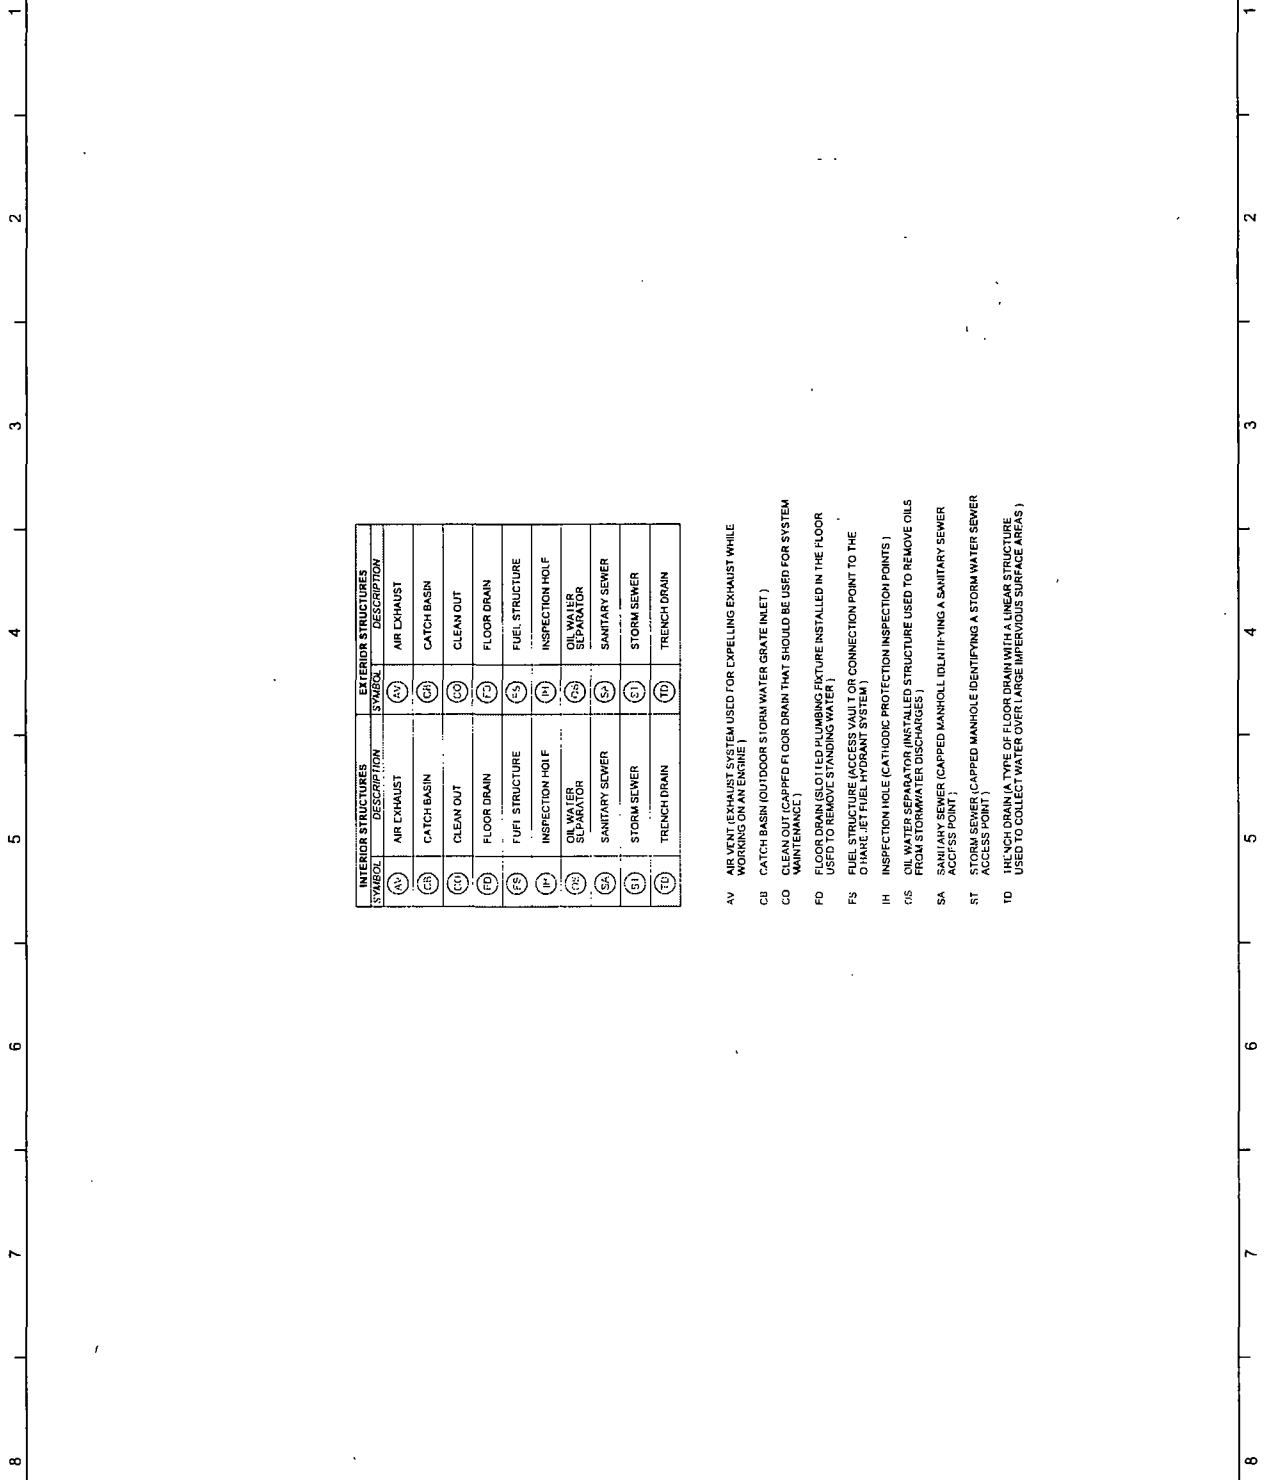 1
2
3
4
5
6
7
8
INTERIOR STRUCTURES EXTERIOR STRUCTURES
SYMBOL DESCRIPTION SYMBOL DESCRIPTION
AV AIR EXHAUST AV AIR EXHAUST
CB CATCH BASIN CB CATCH BASIN
CO CLEAN OUT CO CLEAN OUT
FD FLOOR DRAIN FD FLOOR DRAIN
FS FUEL STRUCTURE FS FUEL STRUCTURE
IH INSPECTION HOLE IH INSPECTION HOLE
OS OIL WATER OS OIL WATER
SEPARATOR SEPARATOR
SA SANITARY SEWER SA SANITARY SEWER
ST STORM SEWER ST STORM SEWER
TD TRENCH DRAIN TD TRENCH DRAIN
AV AIR VENT (EXHAUST SYSTEM USED FOR EXPELLING EXHAUST WHILE
WORKING ON AN ENGINE)
CB CATCH BASIN (OUTDOOR STORM WATER GRATE INLET)
CO CLEAN OUT (CAPPED FLOOR DRAIN THAT SHOULD BE USED FOR SYSTEM
MAINTENANCE)
FD FLOOR DRAIN (SLOTTED PLUMBING FIXTURE INSTALLED IN THE FLOOR
USED TO REMOVE STANDING WATER)
FS FUEL STRUCTURE (ACCESS VAULT OR CONNECTION POINT TO THE
O HARE JET FUEL HYDRANT SYSTEM)
IH INSPECTION HOLE (CATHODIC PROTECTION INSPECTION POINTS)
OS OIL WATER SEPARATOR (INSTALLED STRUCTURE USED TO REMOVE OILS
FROM STORMWATER DISCHARGES)
SA SANITARY SEWER (CAPPED MANHOLE IDENTIFYING A SANITARY SEWER
ACCESS POINT)
ST STORM SEWER (CAPPED MANHOLE IDENTIFYING A STORM WATER SEWER
ACCESS POINT)
TD TRENCH DRAIN (A TYPE OF FLOOR DRAIN WITH A LINEAR STRUCTURE
USED TO COLLECT WATER OVER LARGE IMPERVIOUS SURFACE AREAS)
1
2
3
4
5
6
7
8